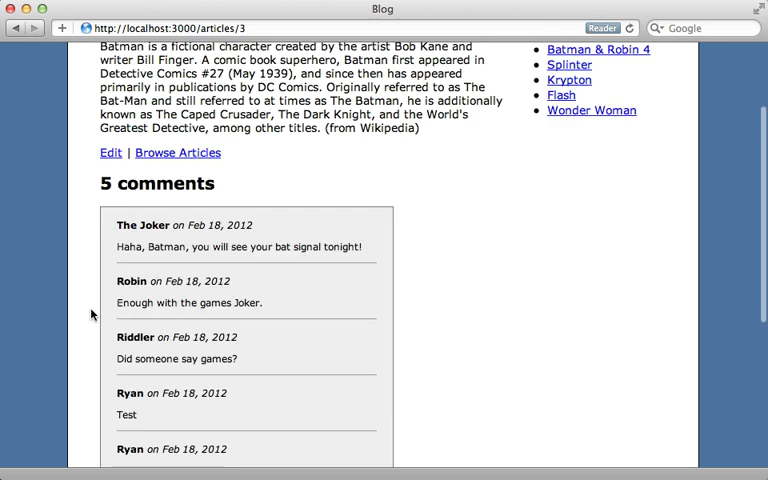 Blog
http://localhost:3000/articles/3
Reader
Google
Batman is a fictional character created by the artist Bob Kane and
writer Bill Finger. A comic book superhero, Batman first appeared in
Detective Comics #27 (May 1939), and since then has appeared
primarily in publications by DC Comics. Originally referred to as The
Bat-Man and still referred to at times as The Batman, he is additionally
known as The Caped Crusader, The Dark Knight, and the World's
Greatest Detective, among other titles. (from Wikipedia)
Edit | Browse Articles
5 comments
The Joker on Feb 18, 2012
Haha, Batman, you will see your bat signal tonight!
Robin on Feb 18, 2012
Enough with the games Joker.
Riddler on Feb 18, 2012
Did someone say games?
Ryan on Feb 18, 2012
Test
Ryan on Feb 18, 2012
Batman & Robin 4
Splinter
Krypton
Flash
Wonder Woman